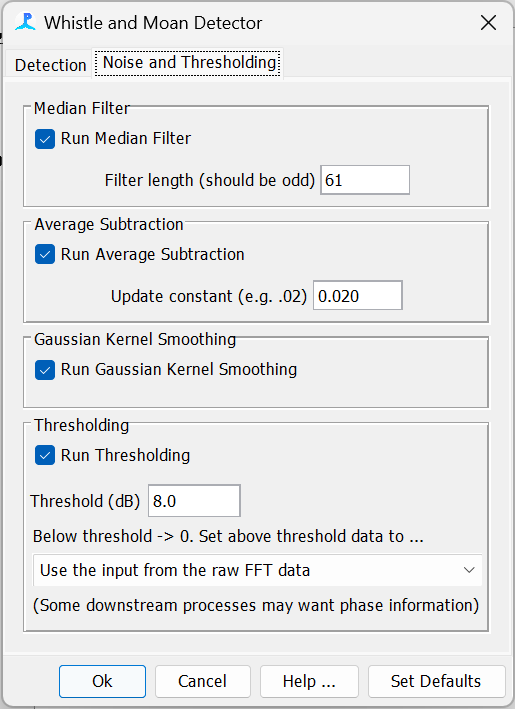 Whistle and Moan Detector
Detection
Noise and Thresholding
Median Filter
Run Median Filter
Filter length (should be odd) 61
Average Subtraction
Run Average Subtraction
Update constant (e.g. .02) 0.020
Gaussian Kernel Smoothing
Run Gaussian Kernel Smoothing
Thresholding
Run Thresholding
Threshold (dB) 8.0
Below threshold -> 0. Set above threshold data to ...
Use the input from the raw FFT data
(Some downstream processes may want phase information)
Ok
Cancel
Help ...
Set Defaults